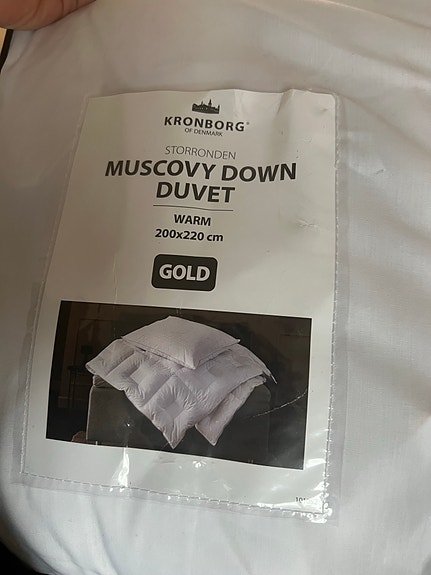 KRONBORG®
OF DENMARK
STORRONDEN
MUSCOVY DOWN
DUVET
WARM
200x220 cm
GOLD